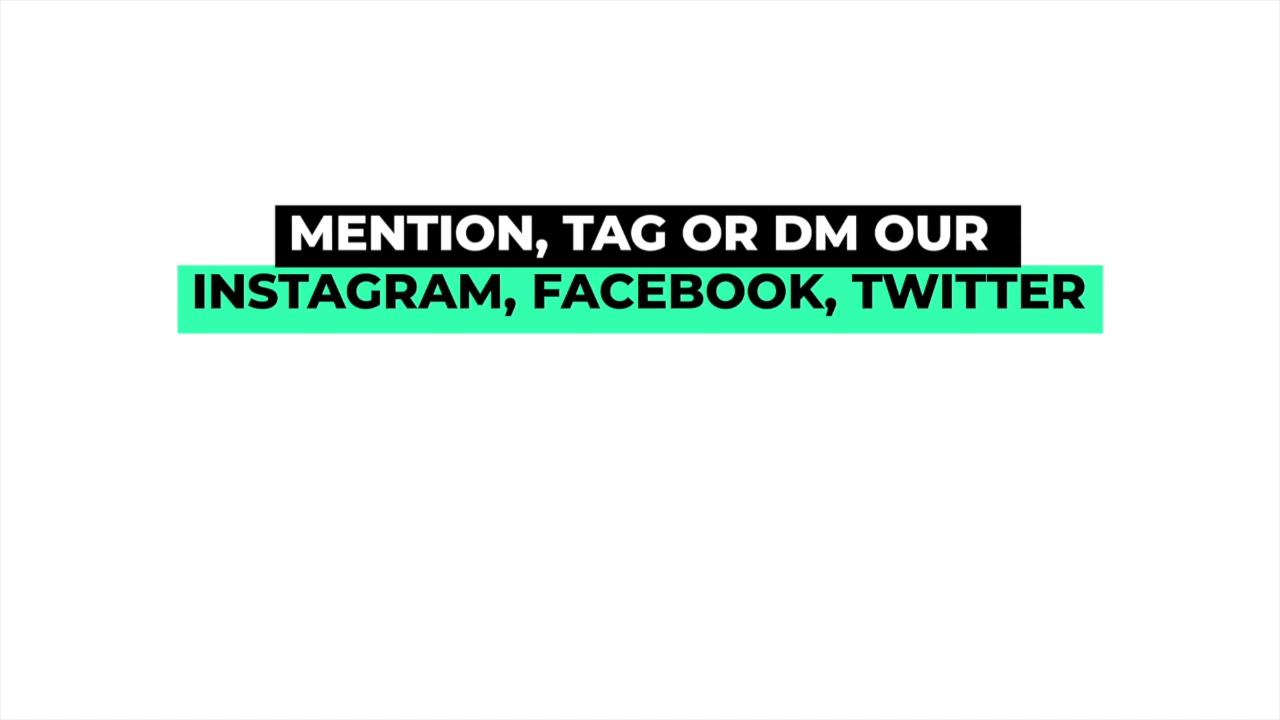 MENTION, TAG OR DM OUR
INSTAGRAM, FACEBOOK, TWITTER